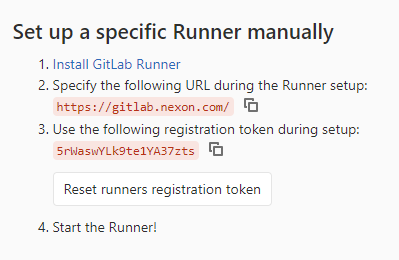 Set up a specific Runner manually
1. Install GitLab Runner
2. Specify the following URL during the Runner setup:
https://gitlab.nexon.com/
3. Use the following registration token during setup:
5rWaswYLk9te1YA37zts
Reset runners registration token
4. Start the Runner!